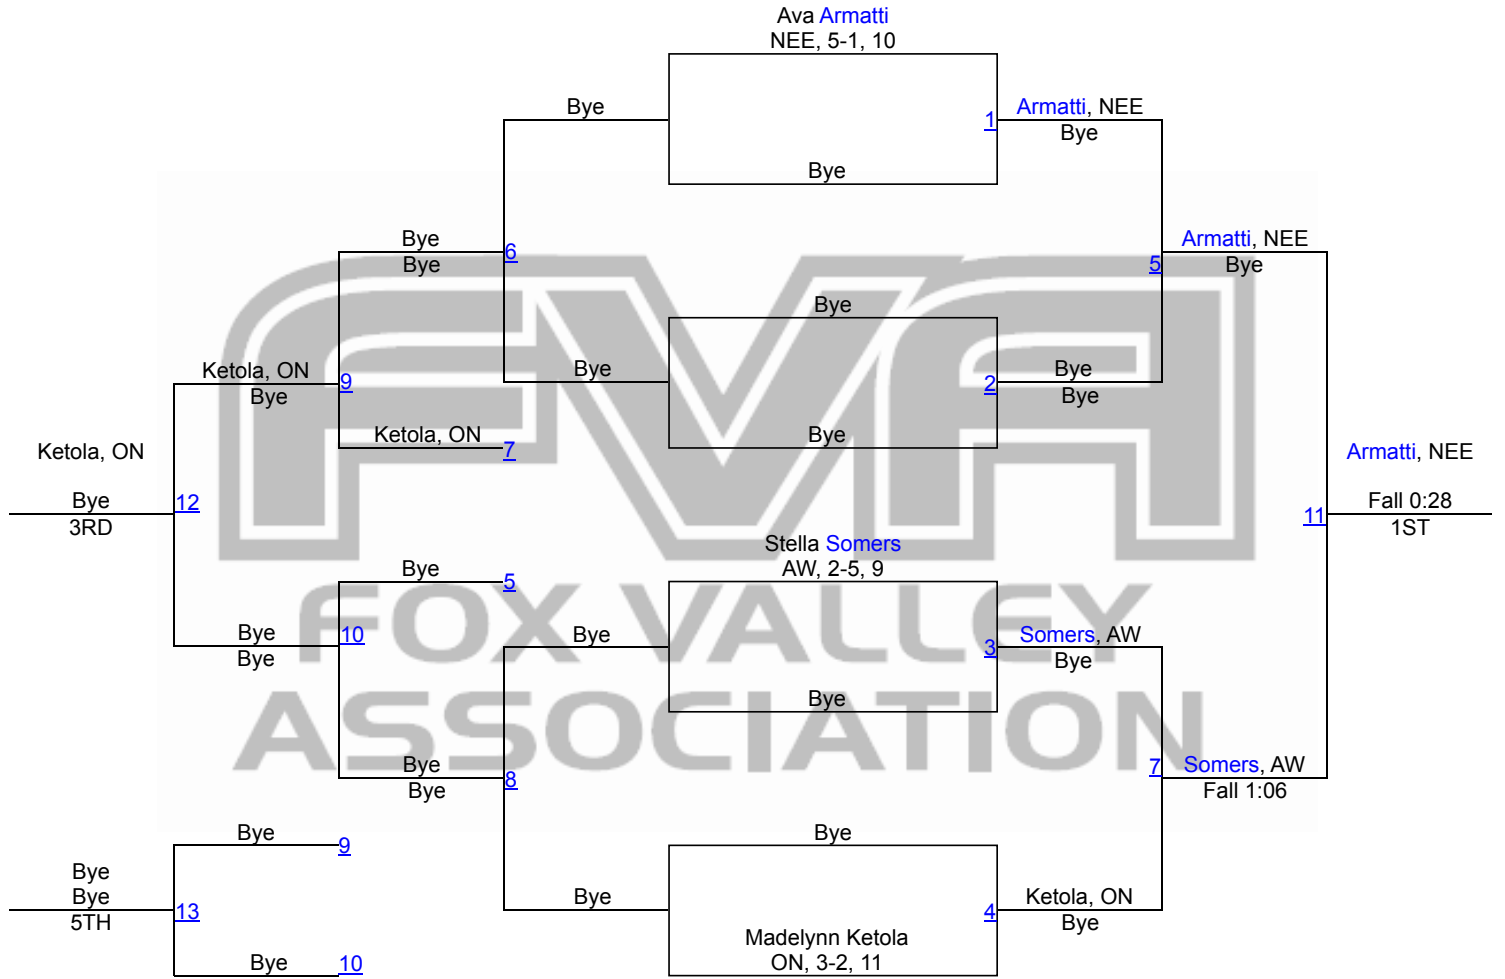 Ava Armatti
NEE, 5-1, 10
Bye
1
Armatti, NEE
Bye
Bye
Bye
Bye
6
Armatti, NEE
Bye
5
Bye
Ketola, ON
Bye
9
Bye
2
Bye
Bye
Ketola, ON
7
Bye
Ketola, ON
Bye
3RD
12
Armatti, NEE
Fall 0:28
1ST
11
Stella Somers
AW, 2-5, 9
Bye
5
FOX VALLEY
Bye
Bye
10
Bye
3
Somers, AW
Bye
Bye
ASSOCIATION
Bye
Bye
8
7
Somers, AW
Fall 1:06
Bye
9
Bye
Bye
Bye
5TH
13
Bye
4
Ketola, ON
Bye
Madelynn Ketola
ON, 3-2, 11
Bye
10
FVA